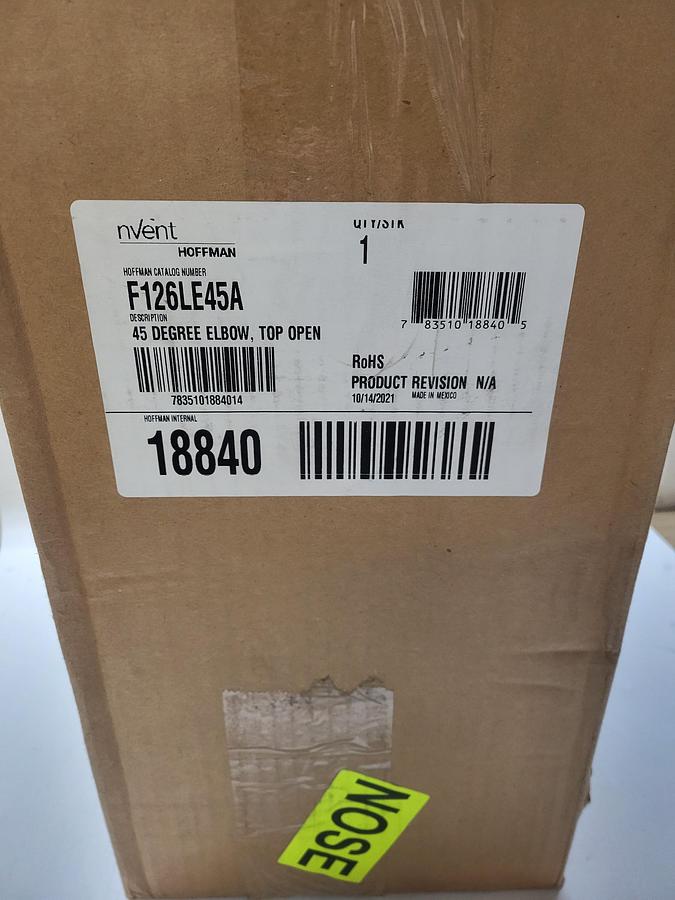 nVent
HOFFMAN
QTY/STK
1
HOFFMAN CATALOG NUMBER
F126LE45A
DESCRIPTION
45 DEGREE ELBOW, TOP OPEN
7 83510 18840 5
7835101884014
RoHS
PRODUCT REVISION N/A
10/14/2021 MADE IN MEXICO
HOFFMAN INTERNAL
18840
NOSE